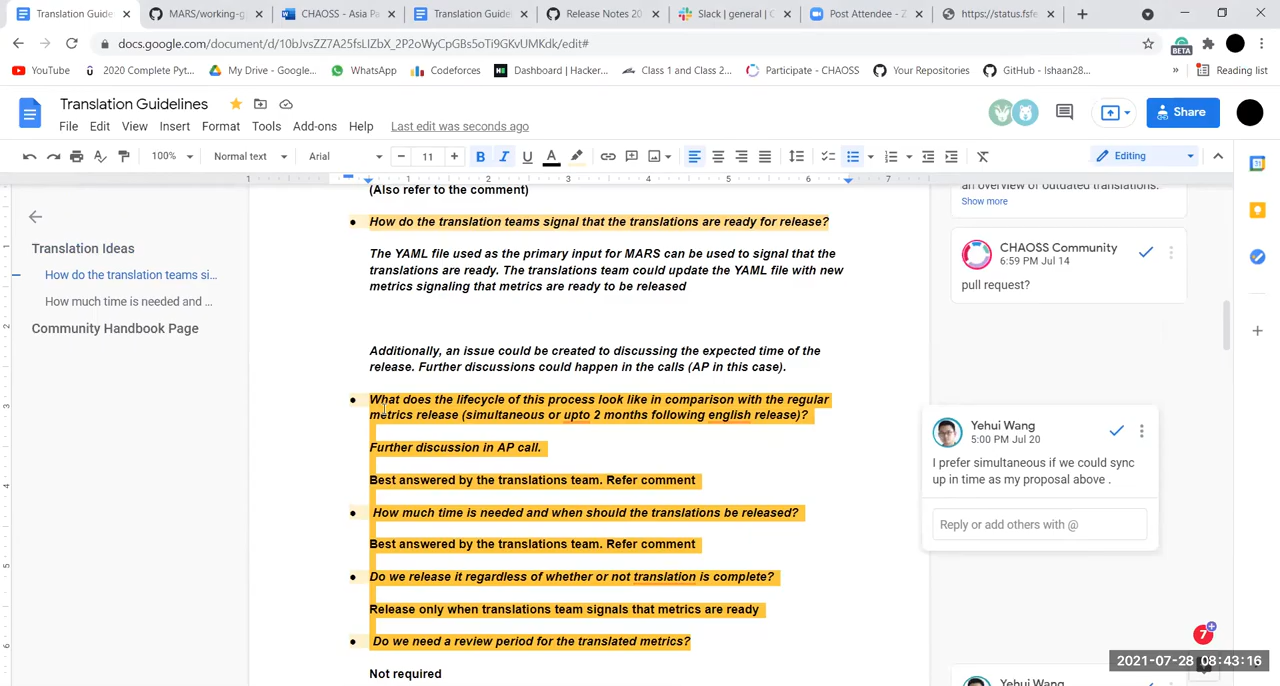 Translation Guide
MARS/working-g
CHAOSS - Asia Pa
Translation Guide
Release Notes 20
Slack | general | C
Post Attendee - Z
https://status.fsfe
docs.google.com/document/d/10bJvsZZ7A25fsLIZbX_2P2oWyCpGBs5oTi9GKvUMKdk/edit#
BETA
YouTube
2020 Complete Pyt...
My Drive - Google...
WhatsApp
Codeforces
Dashboard | Hacker...
Class 1 and Class 2...
Participate - CHAOSS
Your Repositories
GitHub - Ishaan28...
»
Reading list
Translation Guidelines
Share
File Edit View Insert Format Tools Add-ons Help Last edit was seconds ago
100% Normal text Arial 11 B I U A Editing
1 1 2 3 4 5 6 7
(Also refer to the comment)
How do the translation teams signal that the translations are ready for release?
The YAML file used as the primary input for MARS can be used to signal that the
translations are ready. The translations team could update the YAML file with new
metrics signaling that metrics are ready to be released
Additionally, an issue could be created to discussing the expected time of the
release. Further discussions could happen in the calls (AP in this case).
What does the lifecycle of this process look like in comparison with the regular
metrics release (simultaneous or upto 2 months following english release)?
Further discussion in AP call.
Best answered by the translations team. Refer comment
How much time is needed and when should the translations be released?
Best answered by the translations team. Refer comment
Do we release it regardless of whether or not translation is complete?
Release only when translations team signals that metrics are ready
Do we need a review period for the translated metrics?
Not required
Translation Ideas
How do the translation teams si...
How much time is needed and ...
Community Handbook Page
1
2
3
4
5
6
an overview of outdated translations.
Show more
CHAOSS Community
6:59 PM Jul 14
pull request?
Yehui Wang
5:00 PM Jul 20
I prefer simultaneous if we could sync
up in time as my proposal above .
Reply or add others with @
7
Yehui Wang
2021-07-28 08:43:16